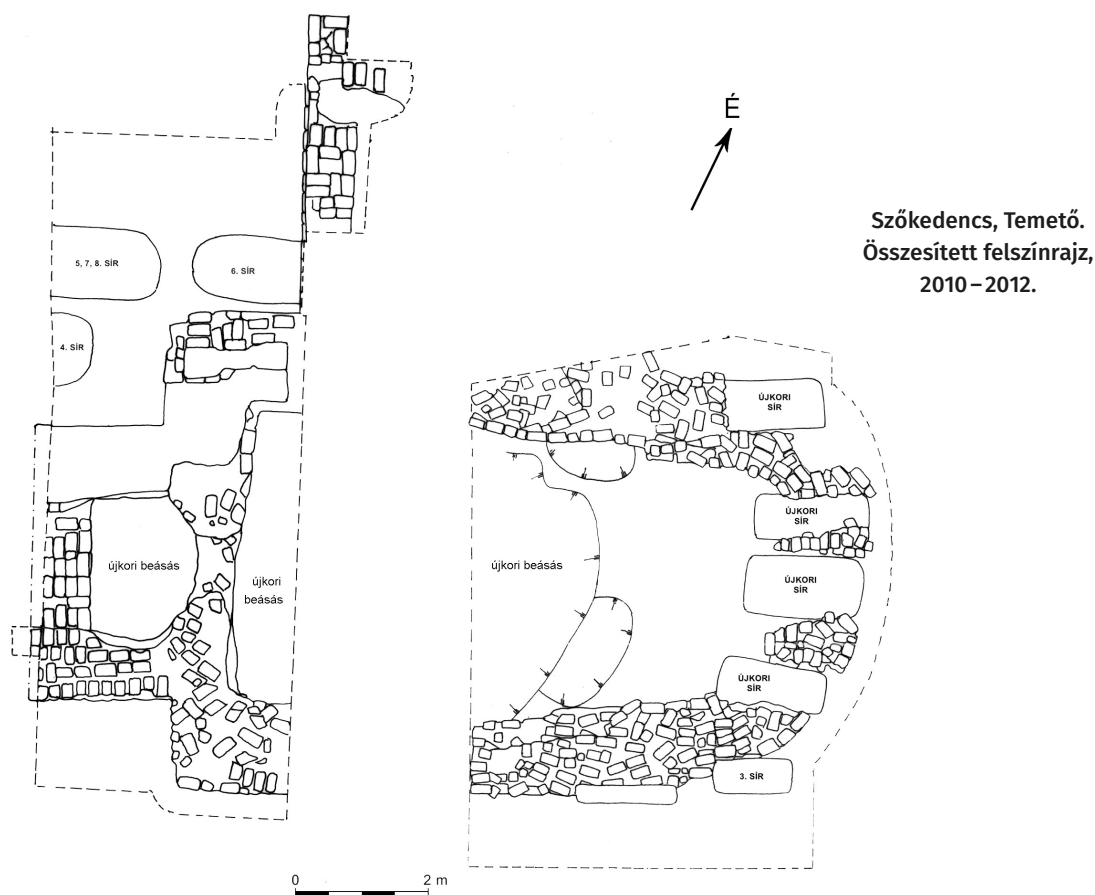 É
Szőkedencs, Temető.
Összesített felszínrajz,
2010 – 2012.
5, 7, 8. SÍR
6. SÍR
4. SÍR
újkori beásás
újkori
beásás
ÚJKORI
SÍR
ÚJKORI
SÍR
újkori beásás
ÚJKORI
SÍR
ÚJKORI
SÍR
3. SÍR
0
2 m